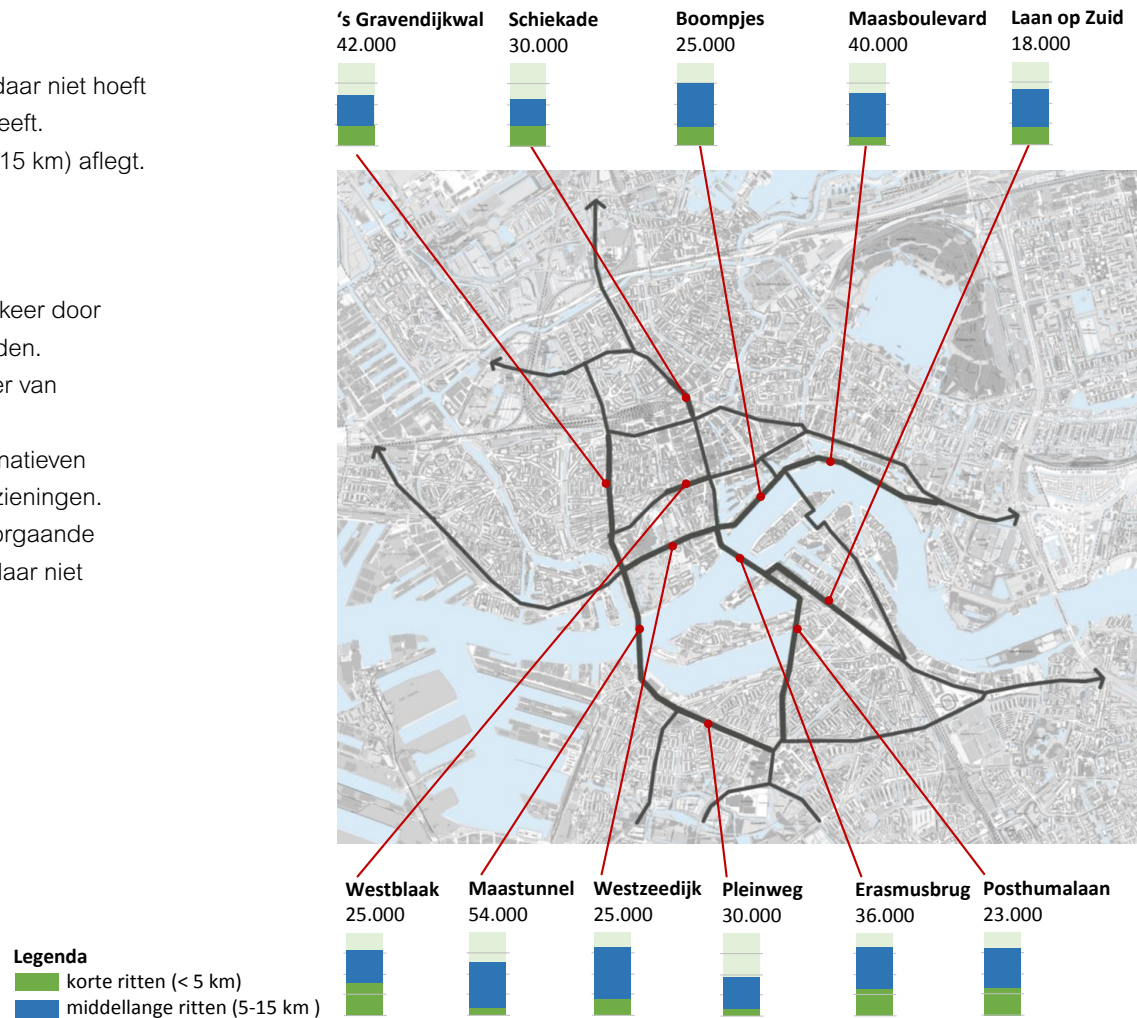 daar niet hoeft
eeft.
15 km) aflegt.
keer door
den.
er van
natieven
zieningen.
orgaande
daar niet
's Gravendijkwal
42.000
Schiekade
30.000
Boompjes
25.000
Maasboulevard
40.000
Laan op Zuid
18.000
Westblaak
25.000
Maastunnel
54.000
Westzeedijk
25.000
Pleinweg
30.000
Erasmusbrug
36.000
Posthumalaan
23.000
Legenda
korte ritten (< 5 km)
middellange ritten (5-15 km )